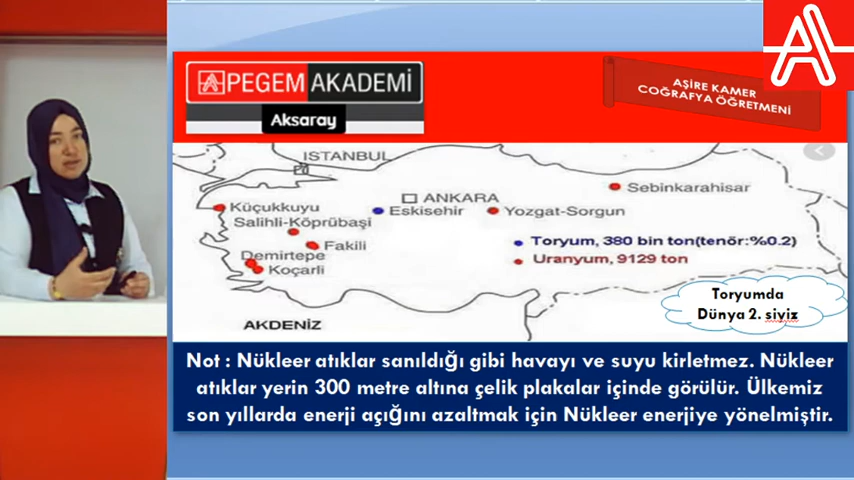 PEGEM AKADEMİ
Aksaray
AŞİRE KAMER
COĞRAFYA ÖĞRETMENİ
ISTANBUL
ANKARA
Sebinkarahisar
Küçukkuyu
Eskisehir
Yozgat-Sorgun
Salihli-Köprübaşi
Fakili
Demirtepe
Koçarli
Toryum, 380 bin ton(tenör:%0.2)
Uranyum, 9129 ton
Toryumda
Dünya 2. siyiz
AKDENİZ
Not : Nükleer atıklar sanıldığı gibi havayı ve suyu kirletmez. Nükleer
atıklar yerin 300 metre altına çelik plakalar içinde görülür. Ülkemiz
son yıllarda enerji açığını azaltmak için Nükleer enerjiye yönelmiştir.